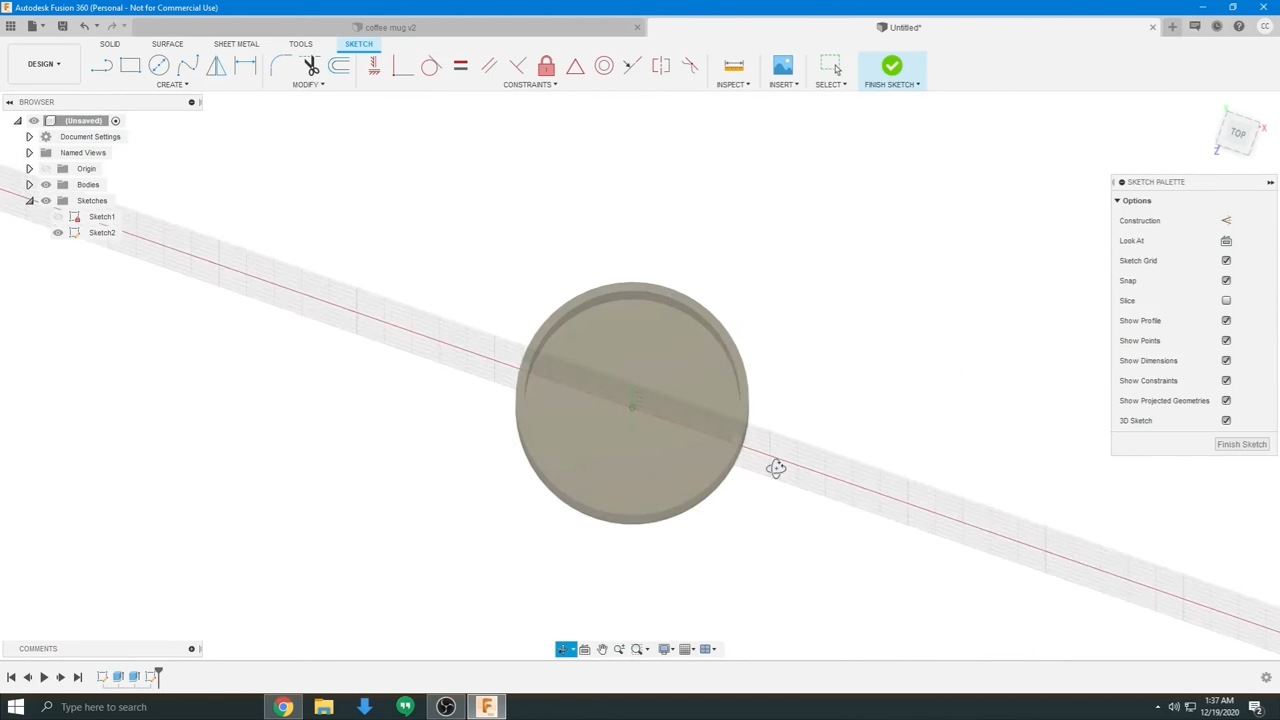 Autodesk Fusion 360 (Personal - Not for Commercial Use)
coffee mug v2
Untitled*
CC
DESIGN
SOLID
SURFACE
SHEET METAL
TOOLS
SKETCH
CREATE
MODIFY
CONSTRAINTS
INSPECT
INSERT
SELECT
FINISH SKETCH
BROWSER
(Unsaved)
Document Settings
Named Views
Origin
Bodies
Sketches
Sketch1
Sketch2
TOP
X
Y
Z
SKETCH PALETTE
Options
Construction
Look At
Sketch Grid
Snap
Slice
Show Profile
Show Points
Show Dimensions
Show Constraints
Show Projected Geometries
3D Sketch
Finish Sketch
COMMENTS
Type here to search
1:37 AM
12/19/2020
2